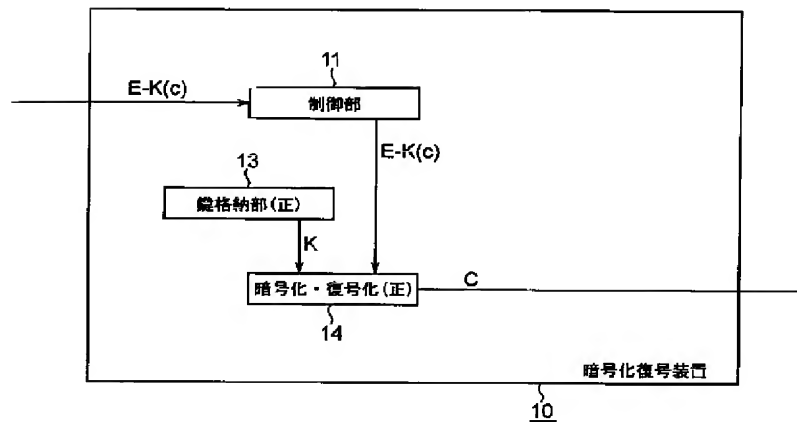 11
E-K(c)
制御部
E-K(c)
13
鍵格納部(正)
K
暗号化・復号化(正)
C
14
暗号化復号装置
10